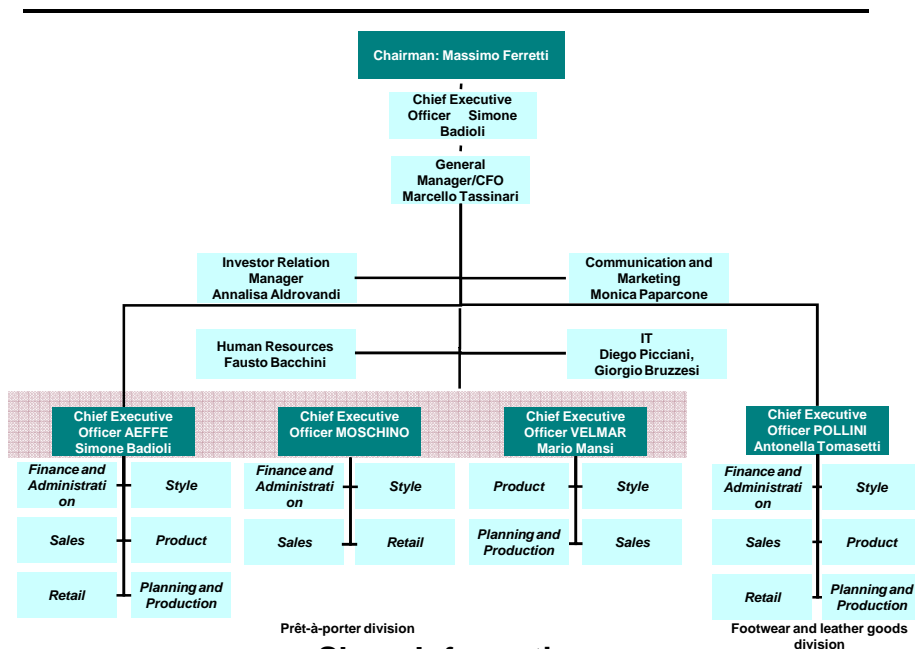 Chairman: Massimo Ferretti
Chief Executive
Officer Simone
Badioli
General
Manager/CFO
Marcello Tassinari
Investor Relation
Manager
Annalisa Aldrovandi
Communication and
Marketing
Monica Paparcone
Human Resources
Fausto Bacchini
IT
Diego Picciani,
Giorgio Bruzzesi
Chief Executive
Officer AEFFE
Simone Badioli
Chief Executive
Officer MOSCHINO
Chief Executive
Officer VELMAR
Mario Mansi
Chief Executive
Officer POLLINI
Antonella Tomasetti
Finance and
Administrati
on
Style
Sales
Product
Retail
Planning and
Production
Finance and
Administrati
on
Style
Sales
Retail
Product
Style
Planning and
Production
Sales
Finance and
Administrati
on
Style
Sales
Product
Retail
Planning and
Production
Prêt-à-porter division
Footwear and leather goods
division